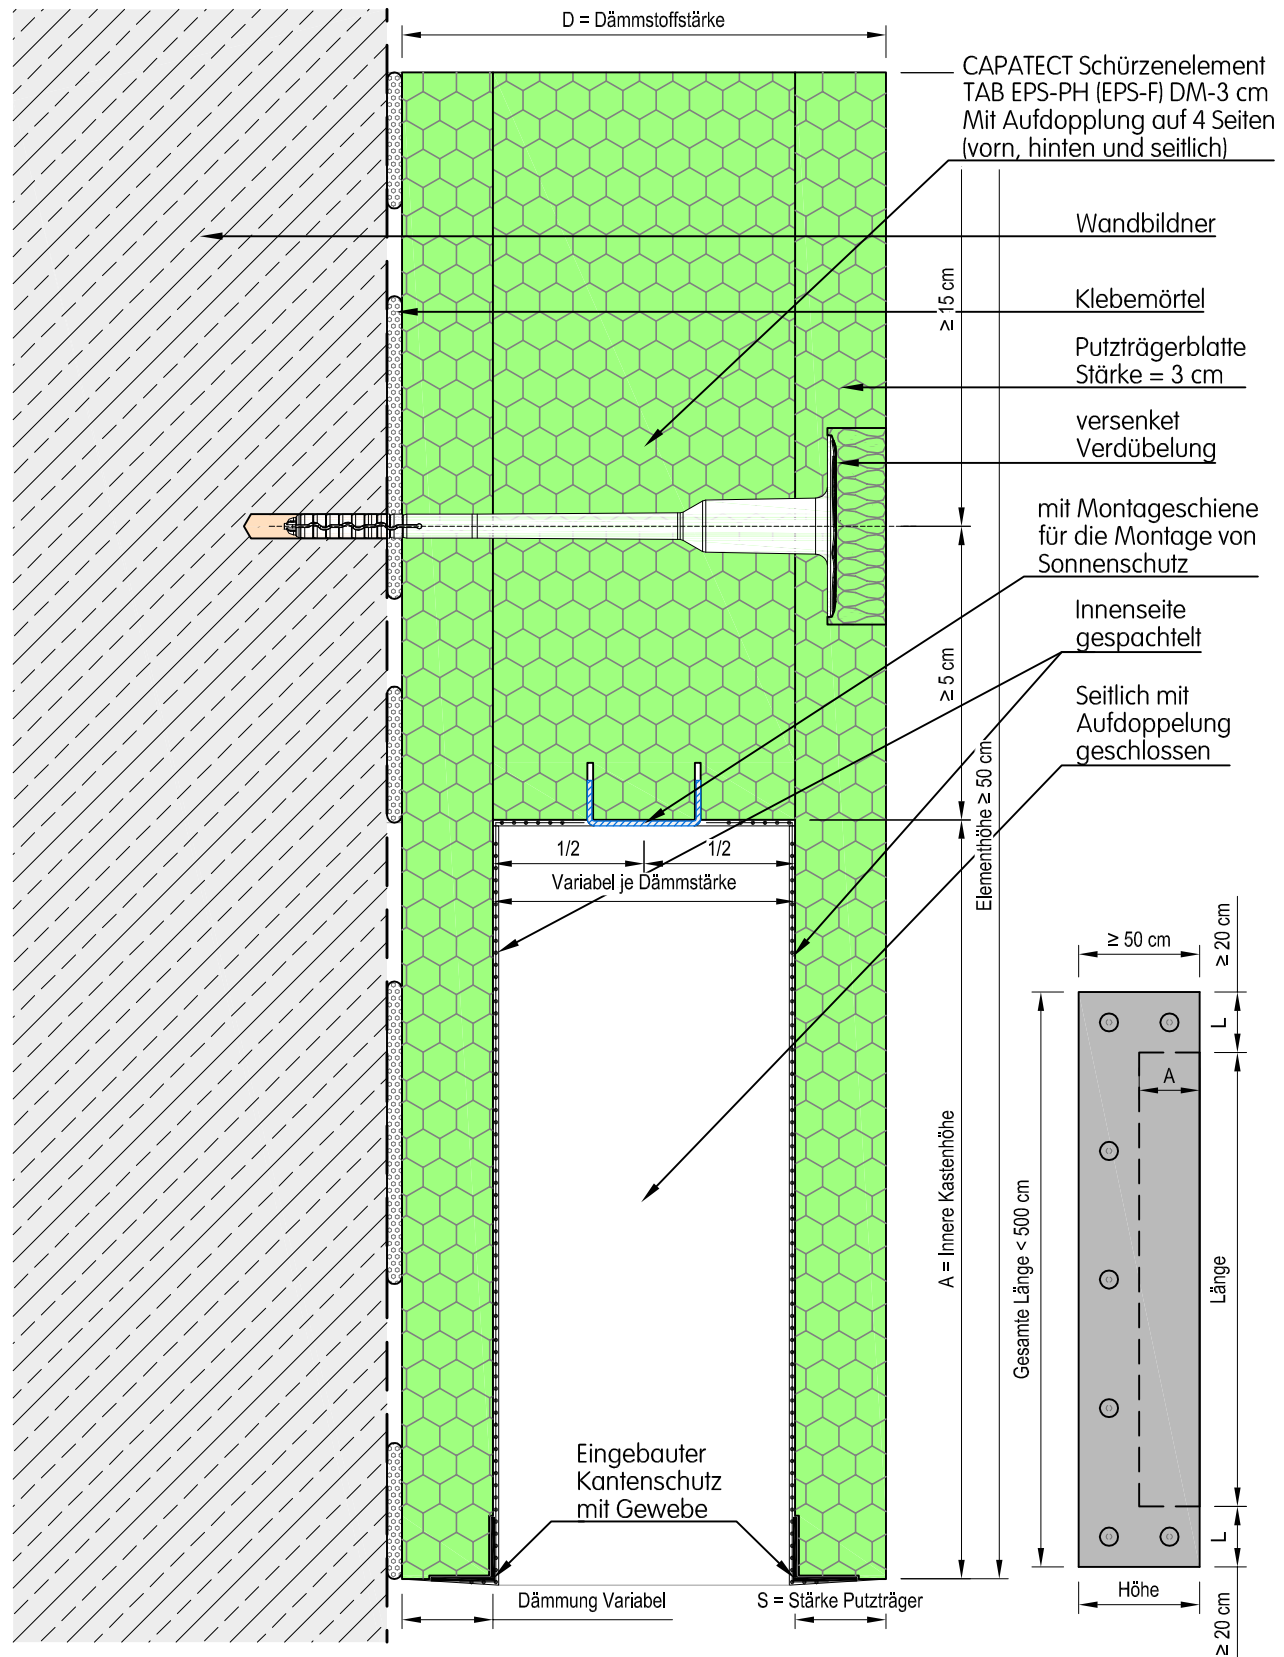 D = Dämmstoffstärke
CAPATECT Schürzenelement
TAB EPS-PH (EPS-F) DM-3 cm
Mit Aufdopplung auf 4 Seiten
(vorn, hinten und seitlich)
Wandbildner
≥ 15 cm
Klebemörtel
Putzträgerblatte
Stärke = 3 cm
versenket
Verdübelung
mit Montageschiene
für die Montage von
Sonnenschutz
Innenseite
gespachtelt
≥ 5 cm
Seitlich mit
Aufdoppelung
geschlossen
Elementhöhe ≥ 50 cm
1/2
1/2
Variabel je Dämmstärke
A = Innere Kastenhöhe
≥ 50 cm
≥ 20 cm
L
A
Gesamte Länge < 500 cm
Länge
L
Höhe
≥ 20 cm
Eingebauter
Kantenschutz
mit Gewebe
Dämmung Variabel
S = Stärke Putzträger